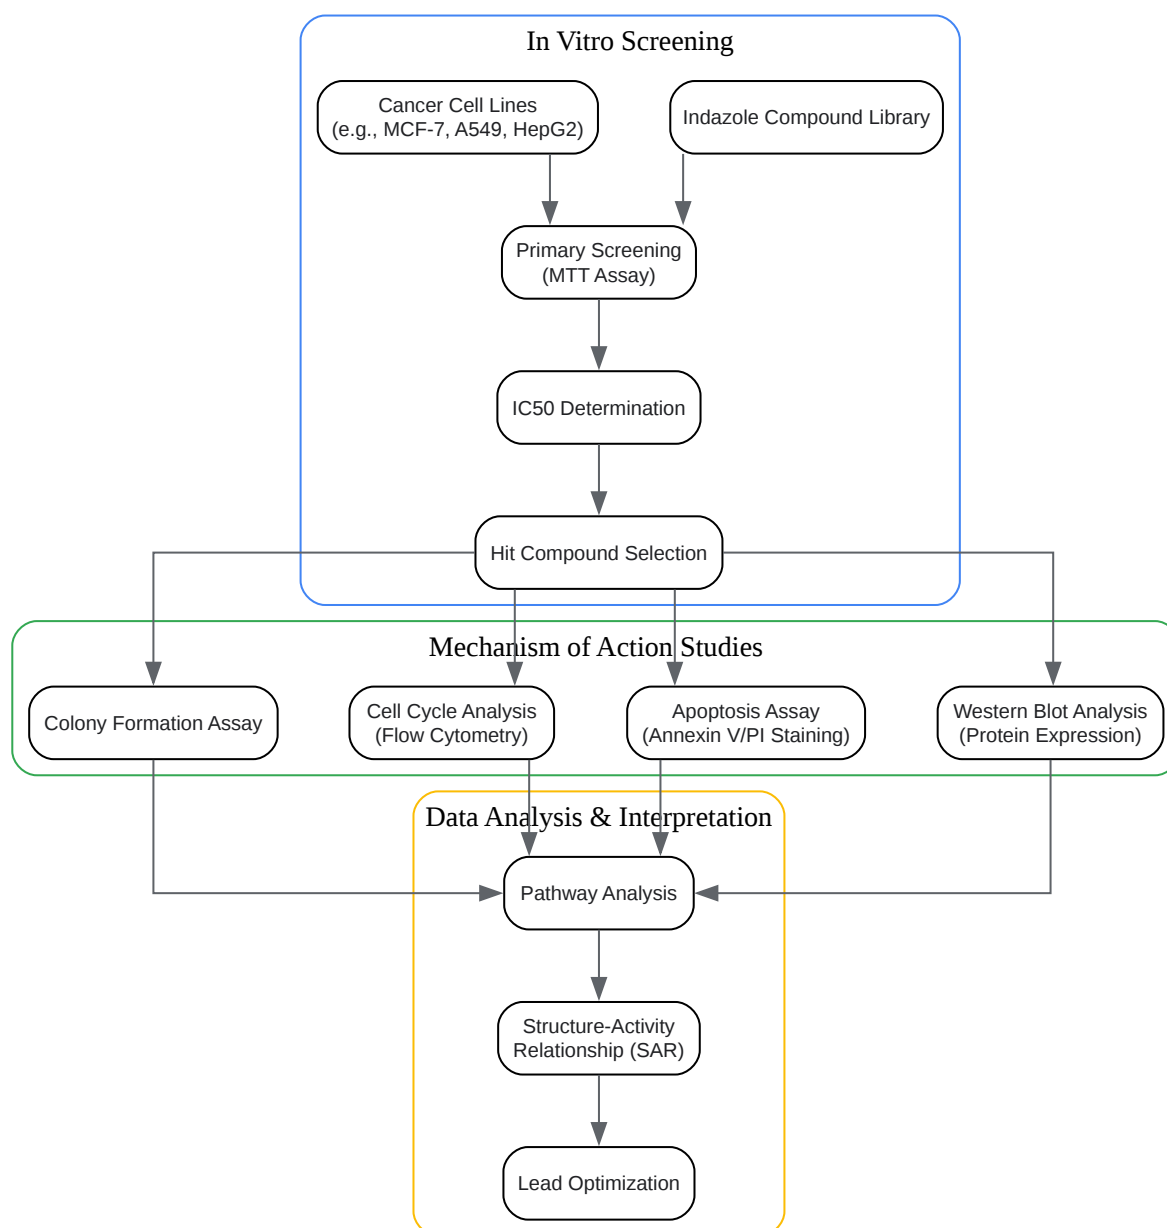 In Vitro Screening
Cancer Cell Lines
(e.g., MCF-7, A549, HepG2)
Indazole Compound Library
Primary Screening
(MTT Assay)
IC50 Determination
Hit Compound Selection
Mechanism of Action Studies
Colony Formation Assay
Cell Cycle Analysis
(Flow Cytometry)
Apoptosis Assay
(Annexin V/PI Staining)
Western Blot Analysis
(Protein Expression)
Data Analysis & Interpretation
Pathway Analysis
Structure-Activity
Relationship (SAR)
Lead Optimization